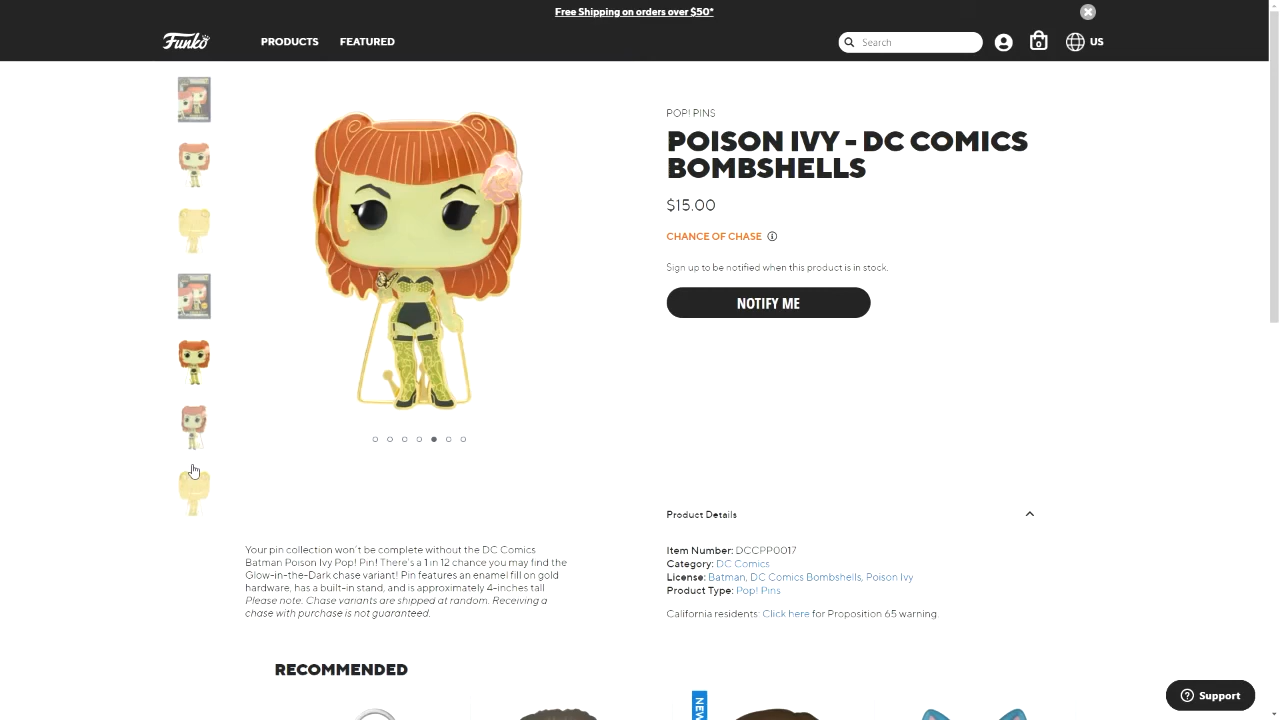 Free Shipping on orders over $50*
Funko
PRODUCTS
FEATURED
Search
0
US
POP! PINS
POISON IVY - DC COMICS
BOMBSHELLS
$15.00
CHANCE OF CHASE
Sign up to be notified when this product is in stock.
NOTIFY ME
Product Details
Your pin collection won't be complete without the DC Comics
Batman Poison Ivy Pop! Pin! There's a 1 in 12 chance you may find the
Glow-in-the-Dark chase variant! Pin features an enamel fill on gold
hardware, has a built-in stand, and is approximately 4-inches tall
Please note: Chase variants are shipped at random. Receiving a
chase with purchase is not guaranteed.
Item Number: DCCPP0017
Category: DC Comics
License: Batman, DC Comics Bombshells, Poison Ivy
Product Type: Pop! Pins
California residents: Click here for Proposition 65 warning.
RECOMMENDED
NEW
Support